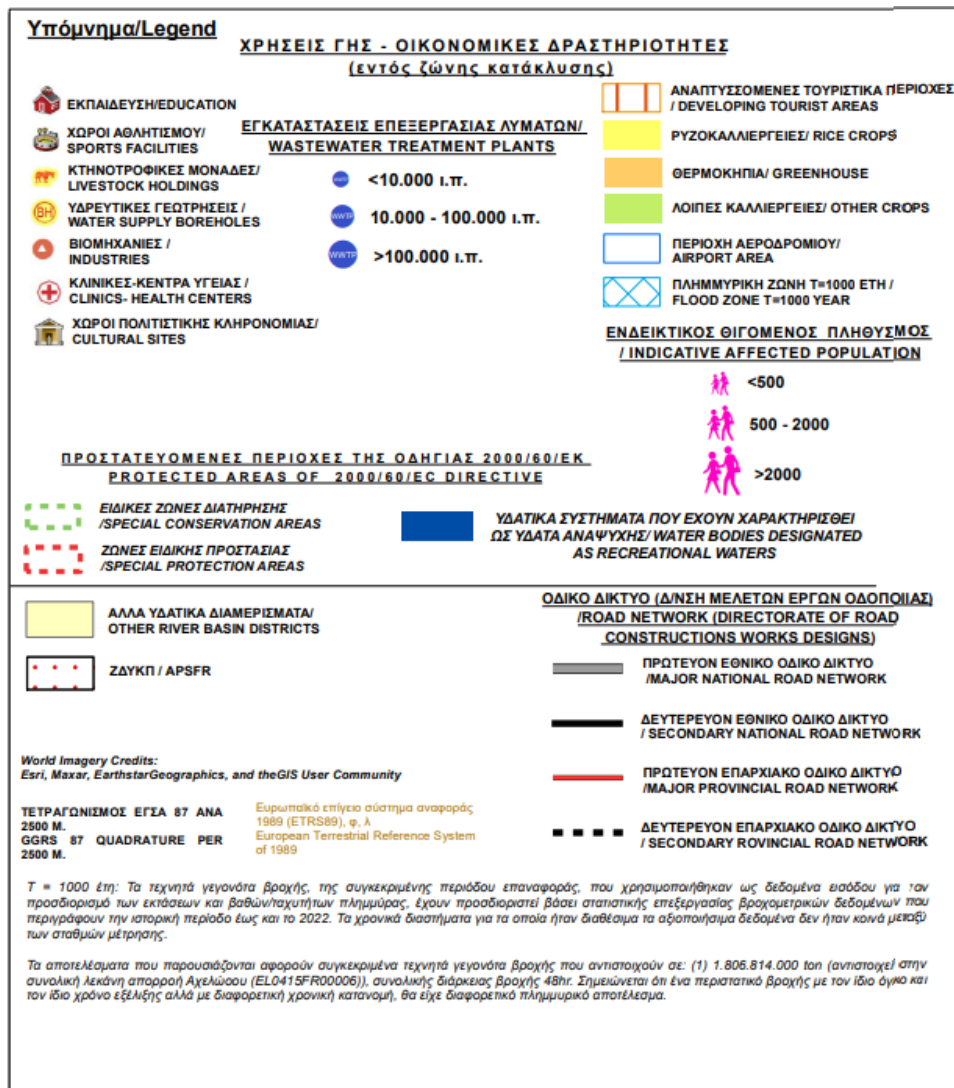 Υπόμνημα/Legend
ΧΡΗΣΕΙΣ ΓΗΣ - ΟΙΚΟΝΟΜΙΚΕΣ ΔΡΑΣΤΗΡΙΟΤΗΤΕΣ
(εντός ζώνης κατάκλυσης)
ΕΚΠΑΙΔΕΥΣΗ/EDUCATION
ΧΩΡΟΙ ΑΘΛΗΤΙΣΜΟΥ/
SPORTS FACILITIES
ΚΤΗΝΟΤΡΟΦΙΚΕΣ ΜΟΝΑΔΕΣ/
LIVESTOCK HOLDINGS
BH
ΥΔΡΕΥΤΙΚΕΣ ΓΕΩΤΡΗΣΕΙΣ /
WATER SUPPLY BOREHOLES
ΒΙΟΜΗΧΑΝΙΕΣ /
INDUSTRIES
ΚΛΙΝΙΚΕΣ-ΚΕΝΤΡΑ ΥΓΕΙΑΣ /
CLINICS- HEALTH CENTERS
ΧΩΡΟΙ ΠΟΛΙΤΙΣΤΙΚΗΣ ΚΛΗΡΟΝΟΜΙΑΣ/
CULTURAL SITES
ΕΓΚΑΤΑΣΤΑΣΕΙΣ ΕΠΕΞΕΡΓΑΣΙΑΣ ΛΥΜΑΤΩΝ/
WASTEWATER TREATMENT PLANTS
WWTP <10.000 ι.π.
WWTP 10.000 - 100.000 ι.π.
WWTP >100.000 ι.π.
ΑΝΑΠΤΥΣΣΟΜΕΝΕΣ ΤΟΥΡΙΣΤΙΚΑ ΠΕΡΙΟΧΕΣ
/ DEVELOPING TOURIST AREAS
ΡΥΖΟΚΑΛΛΙΕΡΓΕΙΕΣ/ RICE CROPS
ΘΕΡΜΟΚΗΠΙΑ/ GREENHOUSE
ΛΟΙΠΕΣ ΚΑΛΛΙΕΡΓΕΙΕΣ/ OTHER CROPS
ΠΕΡΙΟΧΗ ΑΕΡΟΔΡΟΜΙΟΥ/
AIRPORT AREA
ΠΛΗΜΜΥΡΙΚΗ ΖΩΝΗ Τ=1000 ΕΤΗ /
FLOOD ZONE T=1000 YEAR
ΕΝΔΕΙΚΤΙΚΟΣ ΘΙΓΟΜΕΝΟΣ ΠΛΗΘΥΣΜΟΣ
/ INDICATIVE AFFECTED POPULATION
<500
500 - 2000
>2000
ΠΡΟΣΤΑΤΕΥΟΜΕΝΕΣ ΠΕΡΙΟΧΕΣ ΤΗΣ ΟΔΗΓΙΑΣ 2000/60/ΕΚ
PROTECTED AREAS OF 2000/60/EC DIRECTIVE
ΕΙΔΙΚΕΣ ΖΩΝΕΣ ΔΙΑΤΗΡΗΣΗΣ
/SPECIAL CONSERVATION AREAS
ΖΩΝΕΣ ΕΙΔΙΚΗΣ ΠΡΟΣΤΑΣΙΑΣ
/SPECIAL PROTECTION AREAS
ΥΔΑΤΙΚΑ ΣΥΣΤΗΜΑΤΑ ΠΟΥ ΕΧΟΥΝ ΧΑΡΑΚΤΗΡΙΣΘΕΙ
ΩΣ ΥΔΑΤΑ ΑΝΑΨΥΧΗΣ/ WATER BODIES DESIGNATED
AS RECREATIONAL WATERS
ΑΛΛΑ ΥΔΑΤΙΚΑ ΔΙΑΜΕΡΙΣΜΑΤΑ/
OTHER RIVER BASIN DISTRICTS
ΖΔΥΚΠ / APSFR
ΟΔΙΚΟ ΔΙΚΤΥΟ (Δ/ΝΣΗ ΜΕΛΕΤΩΝ ΕΡΓΩΝ ΟΔΟΠΟΙΙΑΣ)
/ROAD NETWORK (DIRECTORATE OF ROAD
CONSTRUCTIONS WORKS DESIGNS)
ΠΡΩΤΕΥΟΝ ΕΘΝΙΚΟ ΟΔΙΚΟ ΔΙΚΤΥΟ
/MAJOR NATIONAL ROAD NETWORK
ΔΕΥΤΕΡΕΥΟΝ ΕΘΝΙΚΟ ΟΔΙΚΟ ΔΙΚΤΥΟ
/ SECONDARY NATIONAL ROAD NETWORK
ΠΡΩΤΕΥΟΝ ΕΠΑΡΧΙΑΚΟ ΟΔΙΚΟ ΔΙΚΤΥΟ
/MAJOR PROVINCIAL ROAD NETWORK
ΔΕΥΤΕΡΕΥΟΝ ΕΠΑΡΧΙΑΚΟ ΟΔΙΚΟ ΔΙΚΤΥΟ
/ SECONDARY ROVINCIAL ROAD NETWORK
World Imagery Credits:
Esri, Maxar, EarthstarGeographics, and theGIS User Community
ΤΕΤΡΑΓΩΝΙΣΜΟΣ ΕΓΣΑ 87 ΑΝΑ
2500 Μ.
GGRS 87 QUADRATURE PER
2500 M.
Ευρωπαϊκό επίγειο σύστημα αναφοράς
1989 (ETRS89), φ, λ
European Terrestrial Reference System
of 1989
Τ = 1000 έτη: Τα τεχνητά γεγονότα βροχής, της συγκεκριμένης περιόδου επαναφοράς, που χρησιμοποιήθηκαν ως δεδομένα εισόδου για τον
προσδιορισμό των εκτάσεων και βαθών/ταχυτήτων πλημμύρας, έχουν προσδιοριστεί βάσει στατιστικής επεξεργασίας βροχομετρικών δεδομένων που
περιγράφουν την ιστορική περίοδο έως και το 2022. Τα χρονικά διαστήματα για τα οποία ήταν διαθέσιμα τα αξιοποιήσιμα δεδομένα δεν ήταν κοινά μεταξύ
των σταθμών μέτρησης.
Τα αποτελέσματα που παρουσιάζονται αφορούν συγκεκριμένα τεχνητά γεγονότα βροχής που αντιστοιχούν σε: (1) 1.806.814.000 ton (αντιστοιχεί στην
συνολική λεκάνη απορροή Αχελώοου (EL0415FR00006)), συνολικής διάρκειας βροχής 48hr. Σημειώνεται ότι ένα περιστατικό βροχής με τον ίδιο όγκο και
τον ίδιο χρόνο εξέλιξης αλλά με διαφορετική χρονική κατανομή, θα είχε διαφορετικό πλημμυρικό αποτέλεσμα.